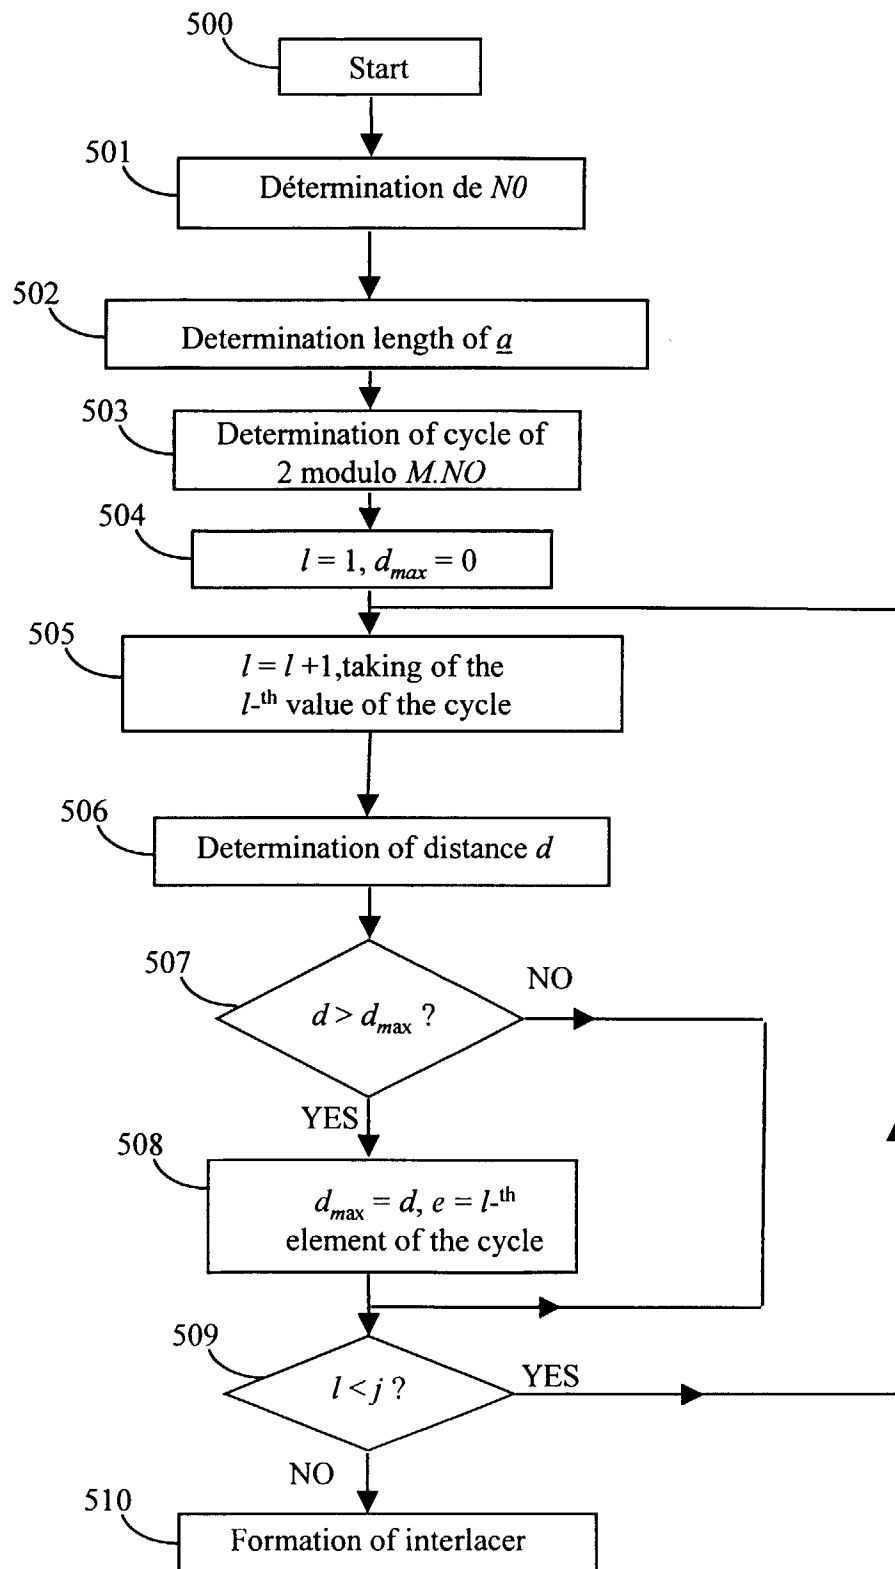 500
Start
501
Détermination de N0
502
Determination length of a
503
Determination of cycle of
2 modulo M.NO
504
l = 1, dmax = 0
505
l = l +1,taking of the
l-th value of the cycle
506
Determination of distance d
507
NO
d > dmax ?
YES
508
dmax = d, e = l-th
element of the cycle
509
l < j ?
YES
NO
510
Formation of interlacer